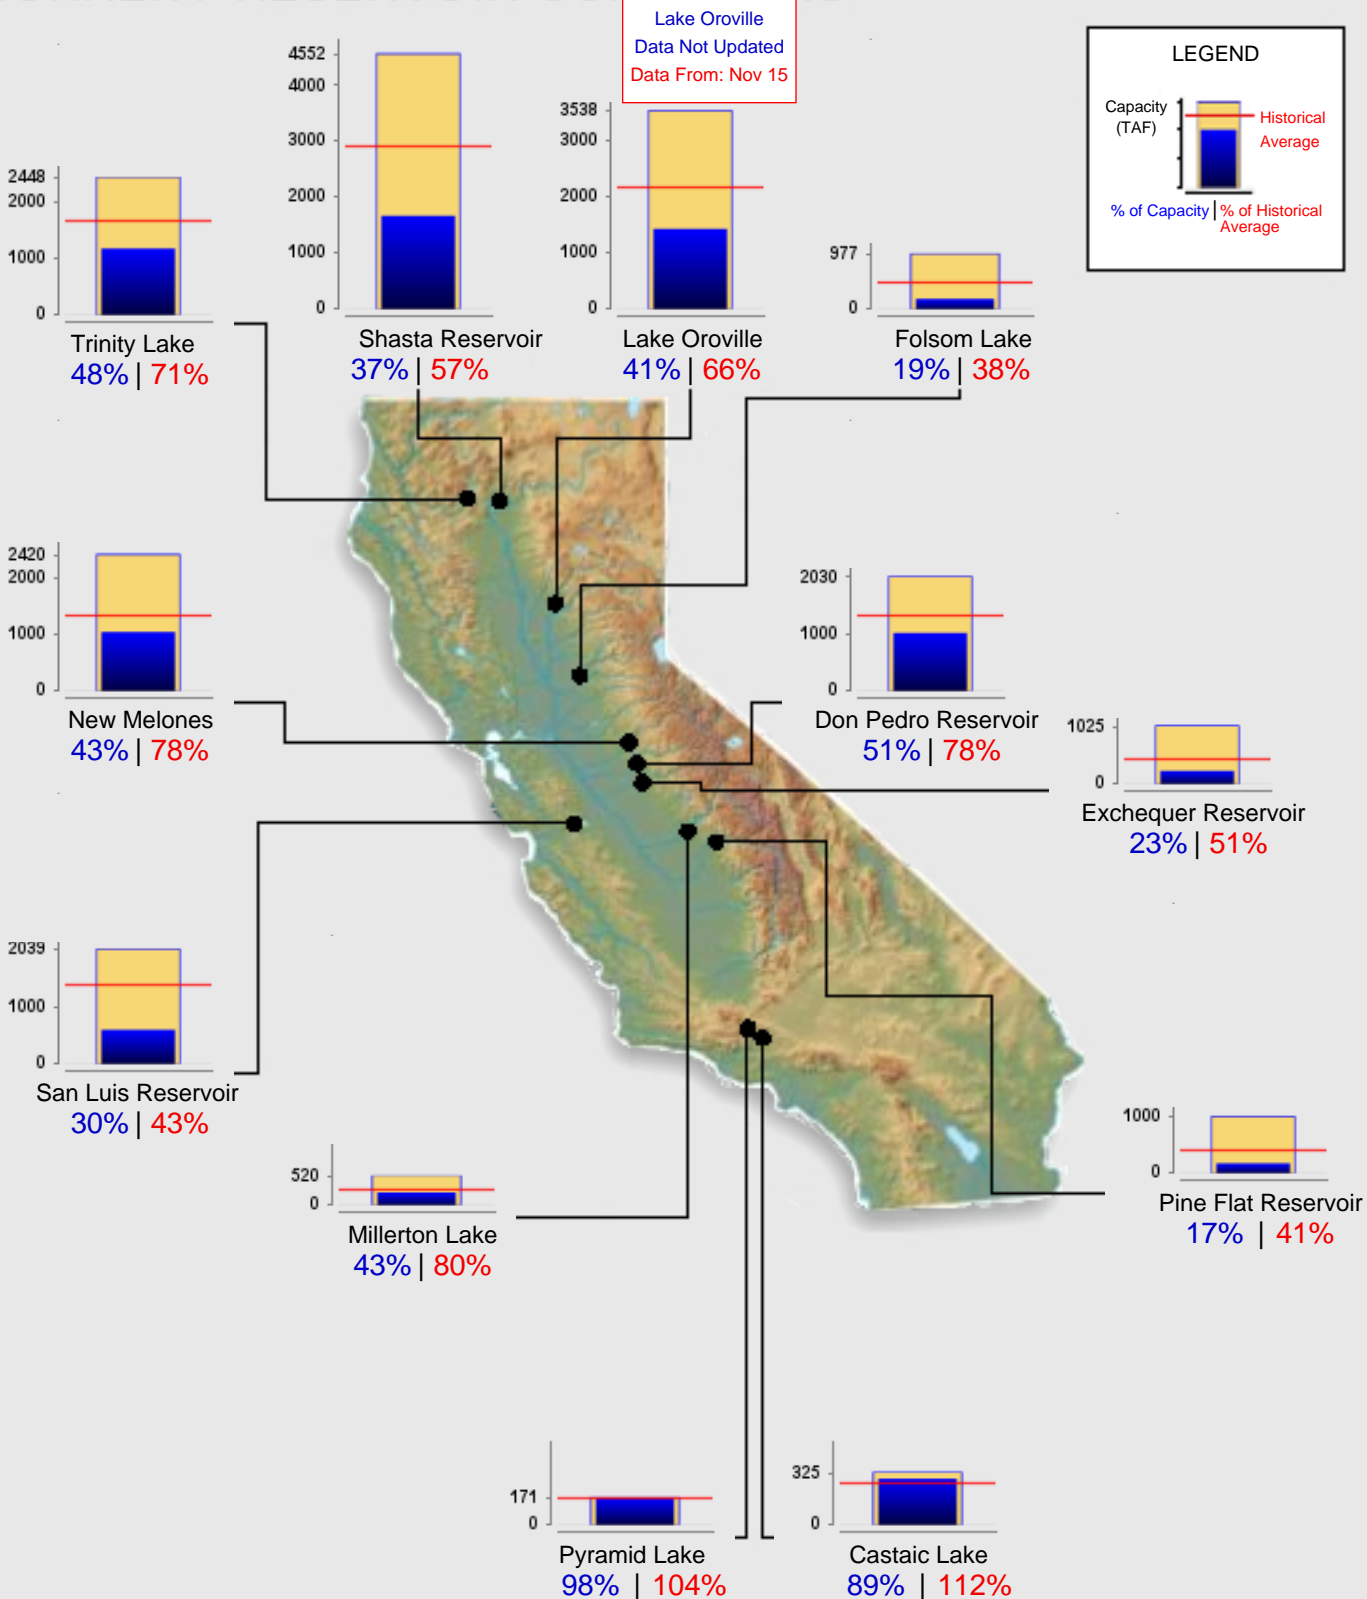 Lake Oroville
Data Not Updated
Data From: Nov 15
LEGEND
Capacity
(TAF)
Historical
Average
% of Capacity | % of Historical
Average
4552
4000
3000
2000
1000
0
Shasta Reservoir
37% | 57%
3538
3000
2000
1000
0
Lake Oroville
41% | 66%
2448
2000
1000
0
Trinity Lake
48% | 71%
977
0
Folsom Lake
19% | 38%
2420
2000
1000
0
New Melones
43% | 78%
2030
1000
0
Don Pedro Reservoir
51% | 78%
1025
0
Exchequer Reservoir
23% | 51%
2039
1000
0
San Luis Reservoir
30% | 43%
520
0
Millerton Lake
43% | 80%
1000
0
Pine Flat Reservoir
17% | 41%
171
0
Pyramid Lake
98% | 104%
325
0
Castaic Lake
89% | 112%